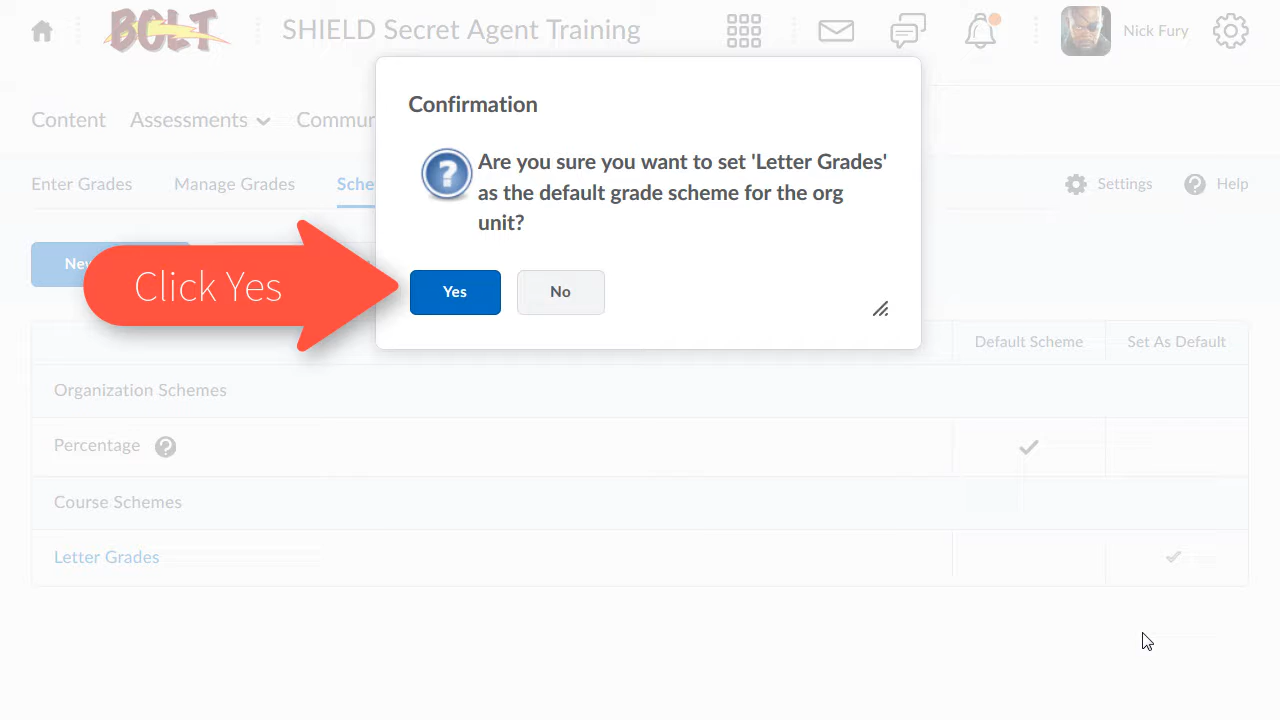 BOLT
SHIELD Secret Agent Training
Nick Fury
Confirmation
Content
Assessments
Commun
Are you sure you want to set 'Letter Grades'
as the default grade scheme for the org
unit?
Enter Grades
Manage Grades
Sche
Settings
Help
Click Yes
Yes
No
Default Scheme
Set As Default
Organization Schemes
Percentage
Course Schemes
Letter Grades